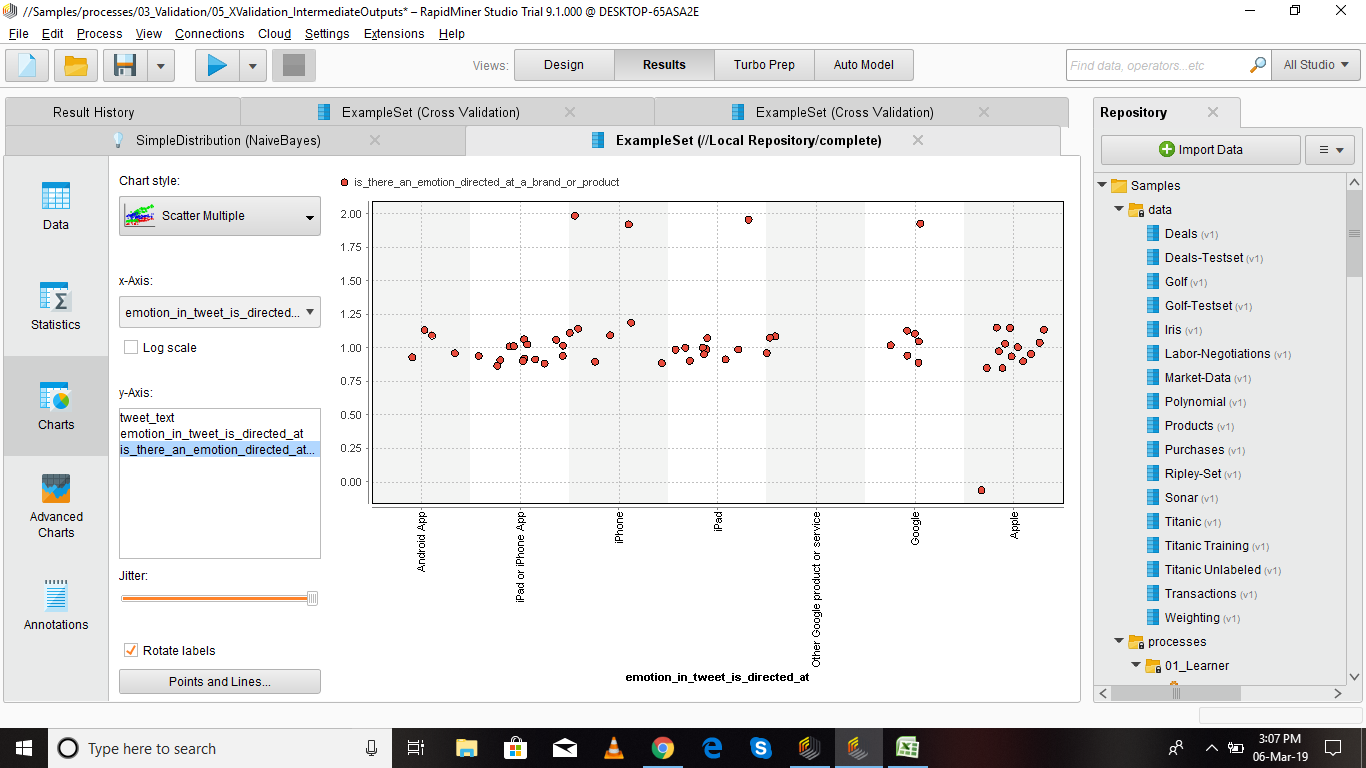 //Samples/processes/03_Validation/05_XValidation_IntermediateOutputs* – RapidMiner Studio Trial 9.1.000 @ DESKTOP-65ASA2E
File Edit Process View Connections Cloud Settings Extensions Help
Views: Design Results Turbo Prep Auto Model Find data, operators...etc All Studio
Result History ExampleSet (Cross Validation) ExampleSet (Cross Validation)
SimpleDistribution (NaiveBayes) ExampleSet (//Local Repository/complete)
Data
Statistics
Charts
Advanced
Charts
Annotations
Chart style:
Scatter Multiple
x-Axis:
emotion_in_tweet_is_directed...
Log scale
y-Axis:
tweet_text
emotion_in_tweet_is_directed_at
is_there_an_emotion_directed_at...
Jitter:
Rotate labels
Points and Lines...
is_there_an_emotion_directed_at_a_brand_or_product
2.00
1.75
1.50
1.25
1.00
0.75
0.50
0.25
0.00
Android App
iPad or iPhone App
iPhone
iPad
Other Google product or service
Google
Apple
emotion_in_tweet_is_directed_at
Repository
Import Data
Samples
data
Deals (v1)
Deals-Testset (v1)
Golf (v1)
Golf-Testset (v1)
Iris (v1)
Labor-Negotiations (v1)
Market-Data (v1)
Polynomial (v1)
Products (v1)
Purchases (v1)
Ripley-Set (v1)
Sonar (v1)
Titanic (v1)
Titanic Training (v1)
Titanic Unlabeled (v1)
Transactions (v1)
Weighting (v1)
processes
01_Learner
Type here to search
3:07 PM
06-Mar-19